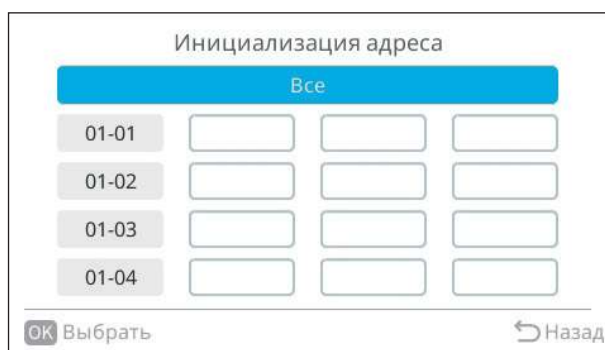 Инициализация адреса
Все
01-01
01-02
01-03
01-04
OK Выбрать
Назад